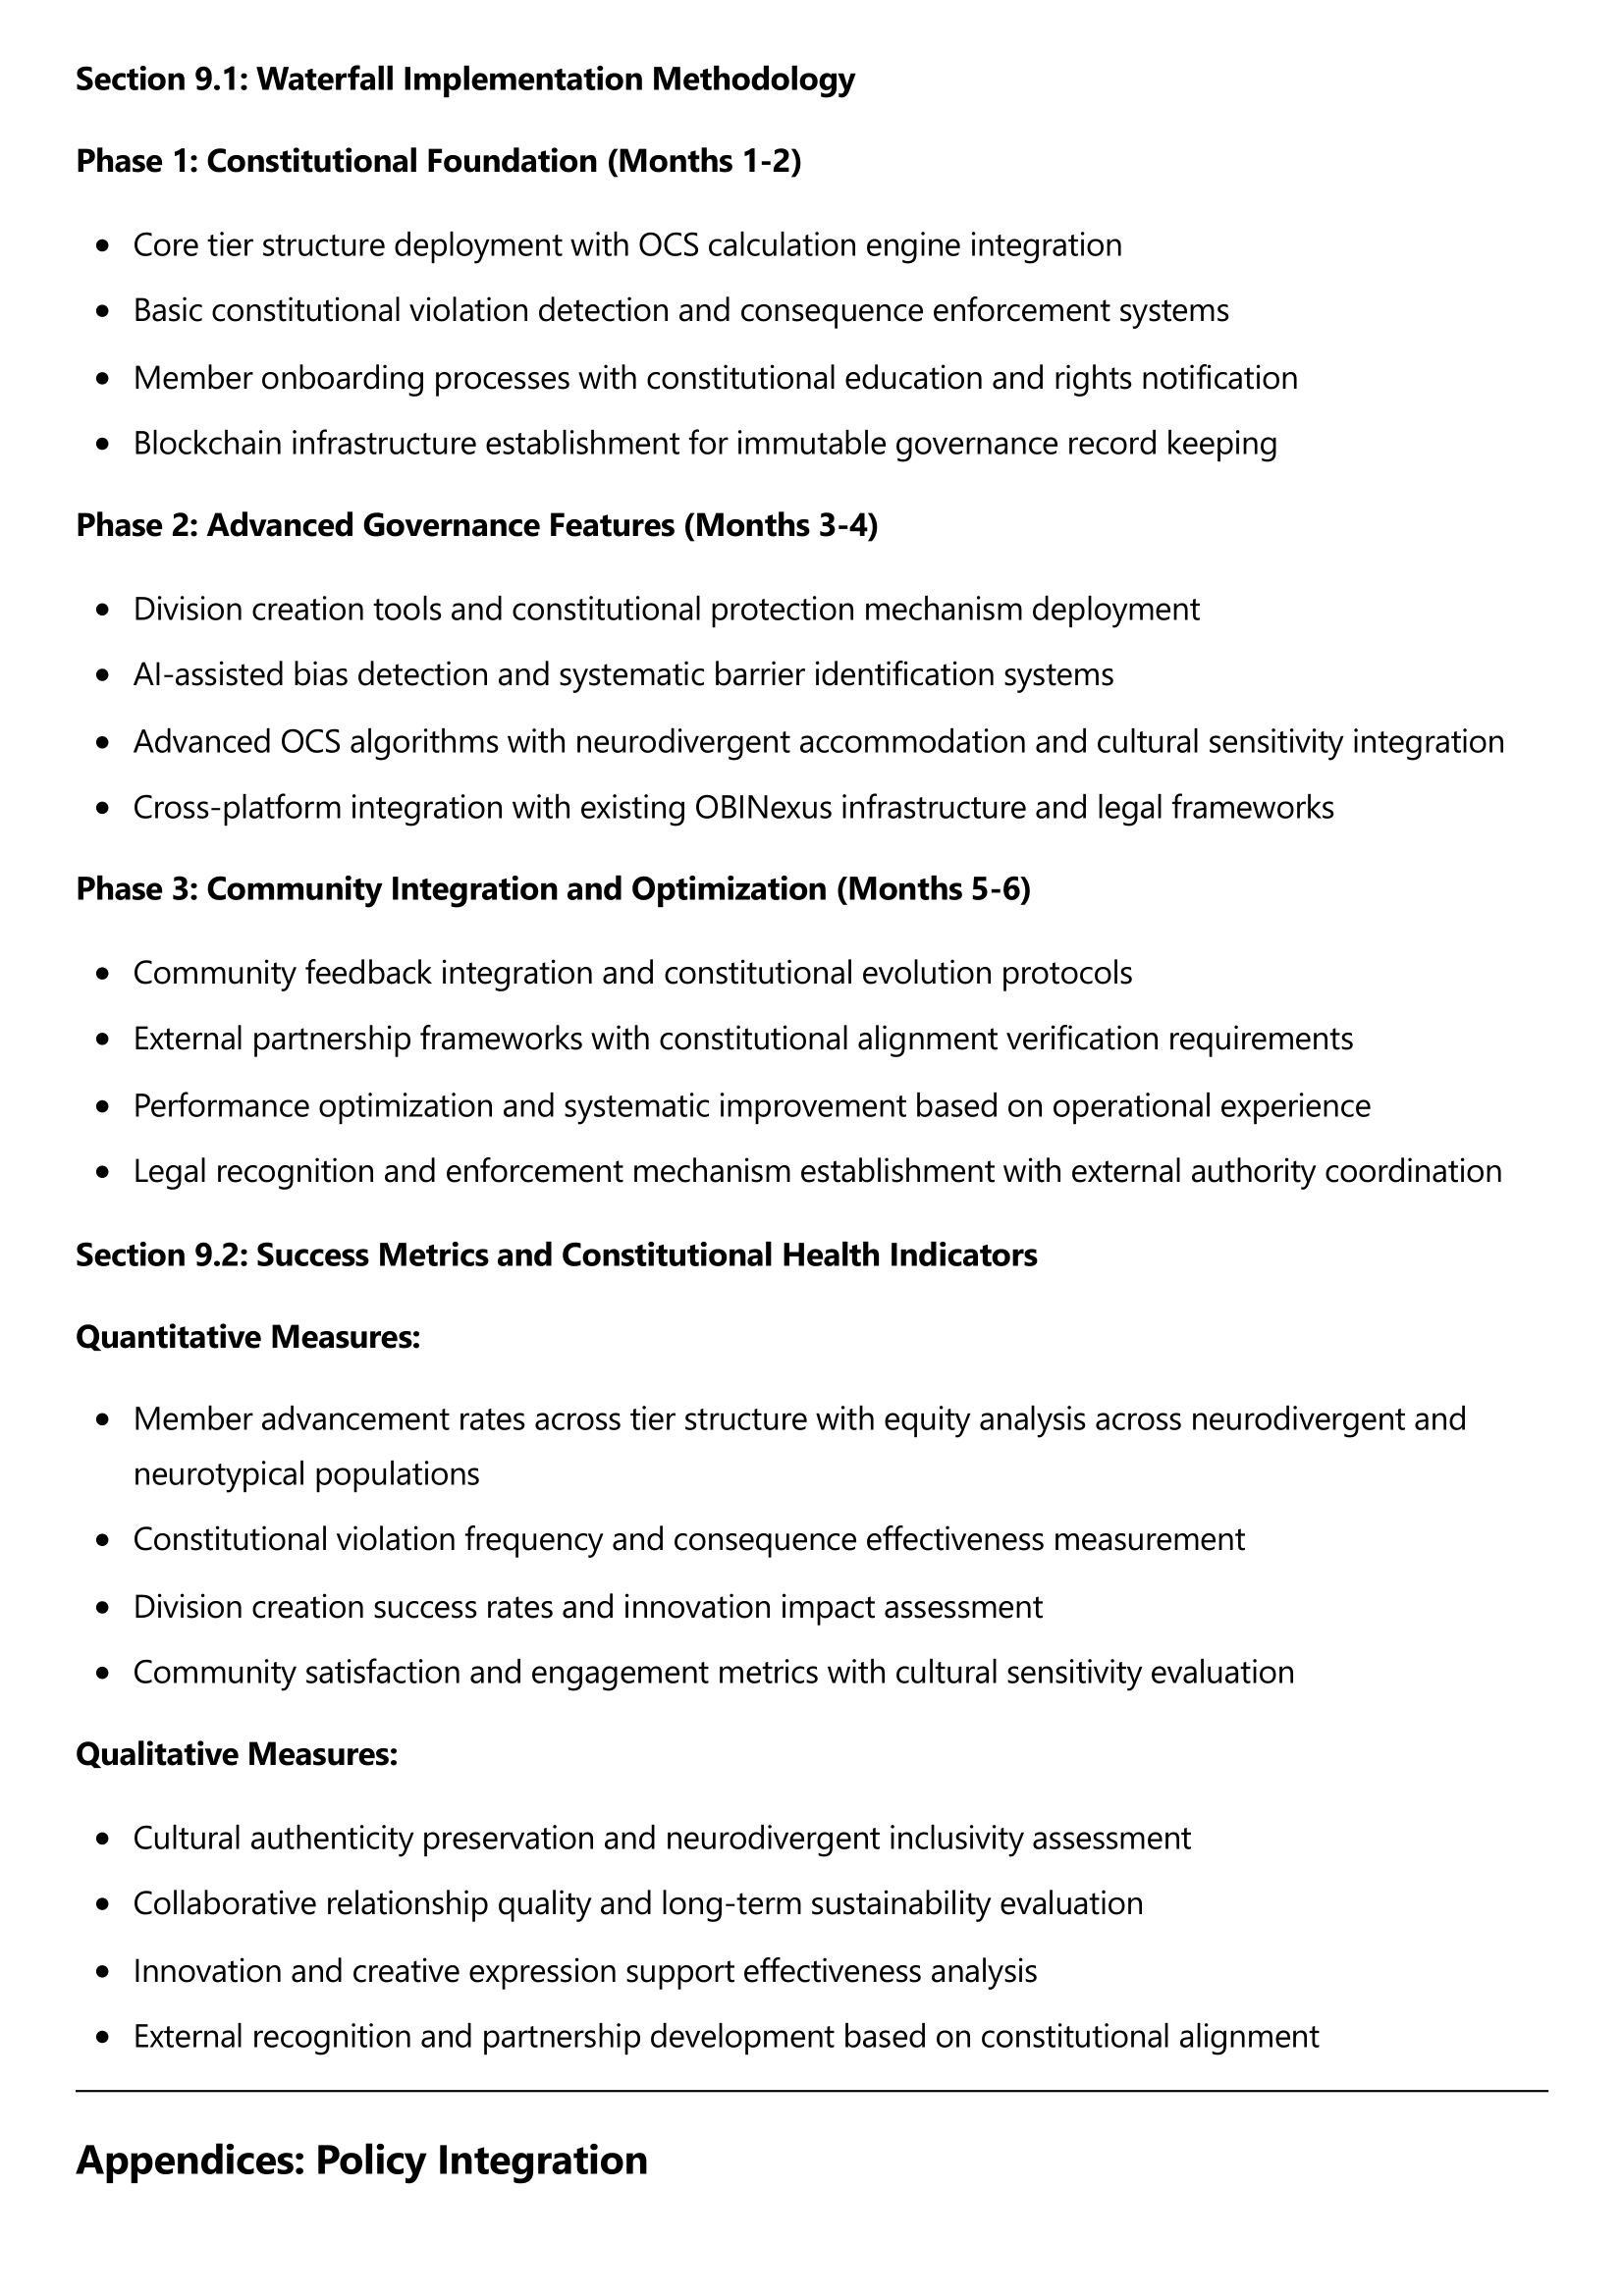 Section 9.1: Waterfall Implementation Methodology
Phase 1: Constitutional Foundation (Months 1-2)
• Core tier structure deployment with OCS calculation engine integration
• Basic constitutional violation detection and consequence enforcement systems
• Member onboarding processes with constitutional education and rights notification
• Blockchain infrastructure establishment for immutable governance record keeping
Phase 2: Advanced Governance Features (Months 3-4)
• Division creation tools and constitutional protection mechanism deployment
• AI-assisted bias detection and systematic barrier identification systems
• Advanced OCS algorithms with neurodivergent accommodation and cultural sensitivity integration
• Cross-platform integration with existing OBINexus infrastructure and legal frameworks
Phase 3: Community Integration and Optimization (Months 5-6)
• Community feedback integration and constitutional evolution protocols
• External partnership frameworks with constitutional alignment verification requirements
• Performance optimization and systematic improvement based on operational experience
• Legal recognition and enforcement mechanism establishment with external authority coordination
Section 9.2: Success Metrics and Constitutional Health Indicators
Quantitative Measures:
• Member advancement rates across tier structure with equity analysis across neurodivergent and
neurotypical populations
• Constitutional violation frequency and consequence effectiveness measurement
• Division creation success rates and innovation impact assessment
• Community satisfaction and engagement metrics with cultural sensitivity evaluation
Qualitative Measures:
• Cultural authenticity preservation and neurodivergent inclusivity assessment
• Collaborative relationship quality and long-term sustainability evaluation
• Innovation and creative expression support effectiveness analysis
• External recognition and partnership development based on constitutional alignment
Appendices: Policy Integration